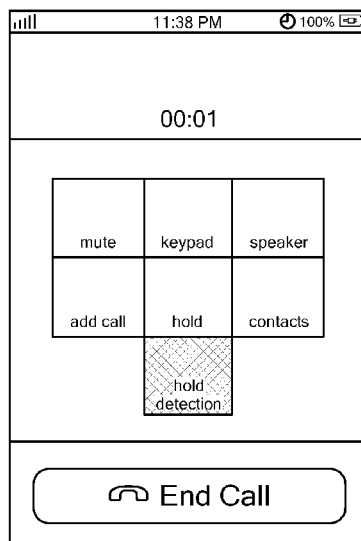 11:38 PM 100%
00:01
mute keypad speaker
add call hold contacts
hold
detection
End Call